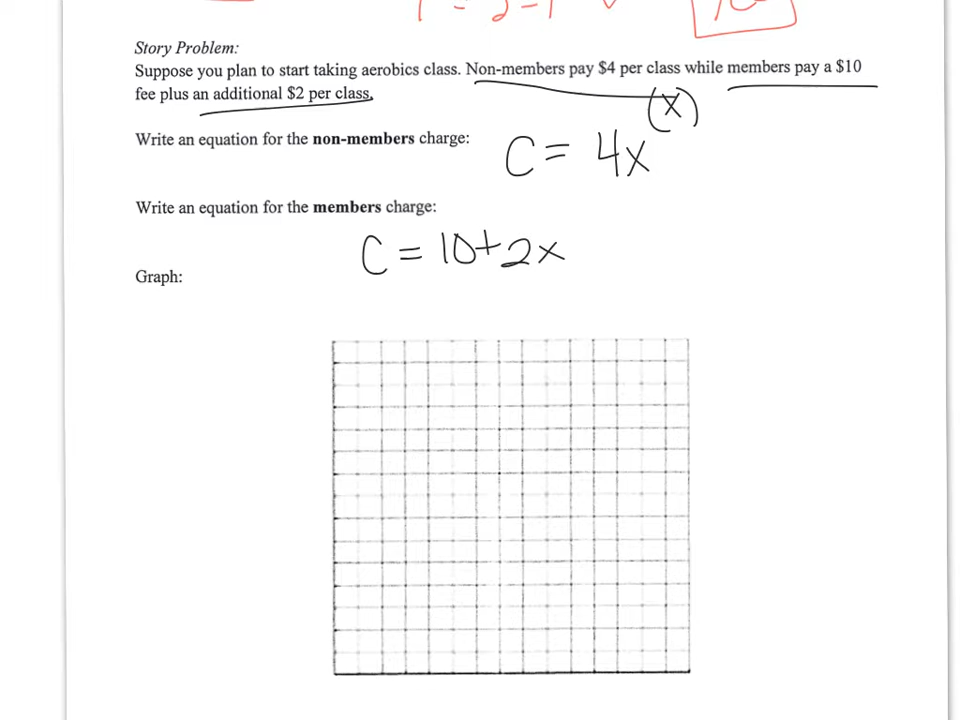 Story Problem:
Suppose you plan to start taking aerobics class. Non-members pay $4 per class while members pay a $10
fee plus an additional $2 per class.
(x)
Write an equation for the non-members charge: C = 4x
Write an equation for the members charge:
C = 10+2x
Graph: